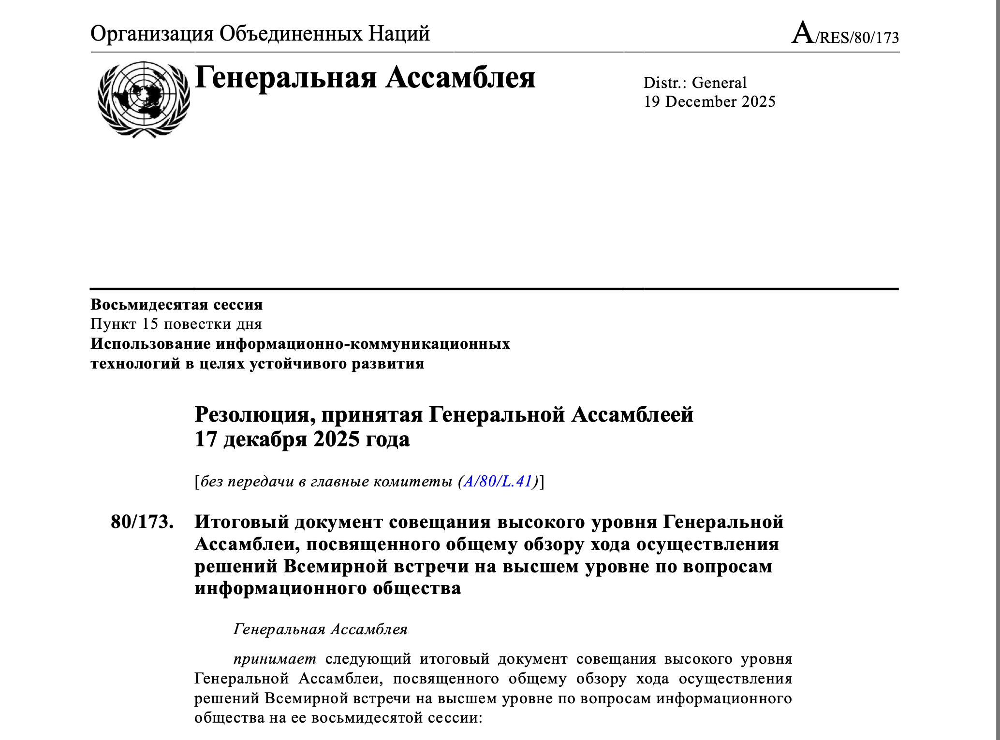 Организация Объединенных Наций
A/RES/80/173
Генеральная Ассамблея
Distr.: General
19 December 2025
Восьмидесятая сессия
Пункт 15 повестки дня
Использование информационно-коммуникационных
технологий в целях устойчивого развития
Резолюция, принятая Генеральной Ассамблеей
17 декабря 2025 года
[без передачи в главные комитеты (A/80/L.41)]
80/173. Итоговый документ совещания высокого уровня Генеральной
Ассамблеи, посвященного общему обзору хода осуществления
решений Всемирной встречи на высшем уровне по вопросам
информационного общества
Генеральная Ассамблея
принимает следующий итоговый документ совещания высокого уровня
Генеральной Ассамблеи, посвященного общему обзору хода осуществления
решений Всемирной встречи на высшем уровне по вопросам информационного
общества на ее восьмидесятой сессии: